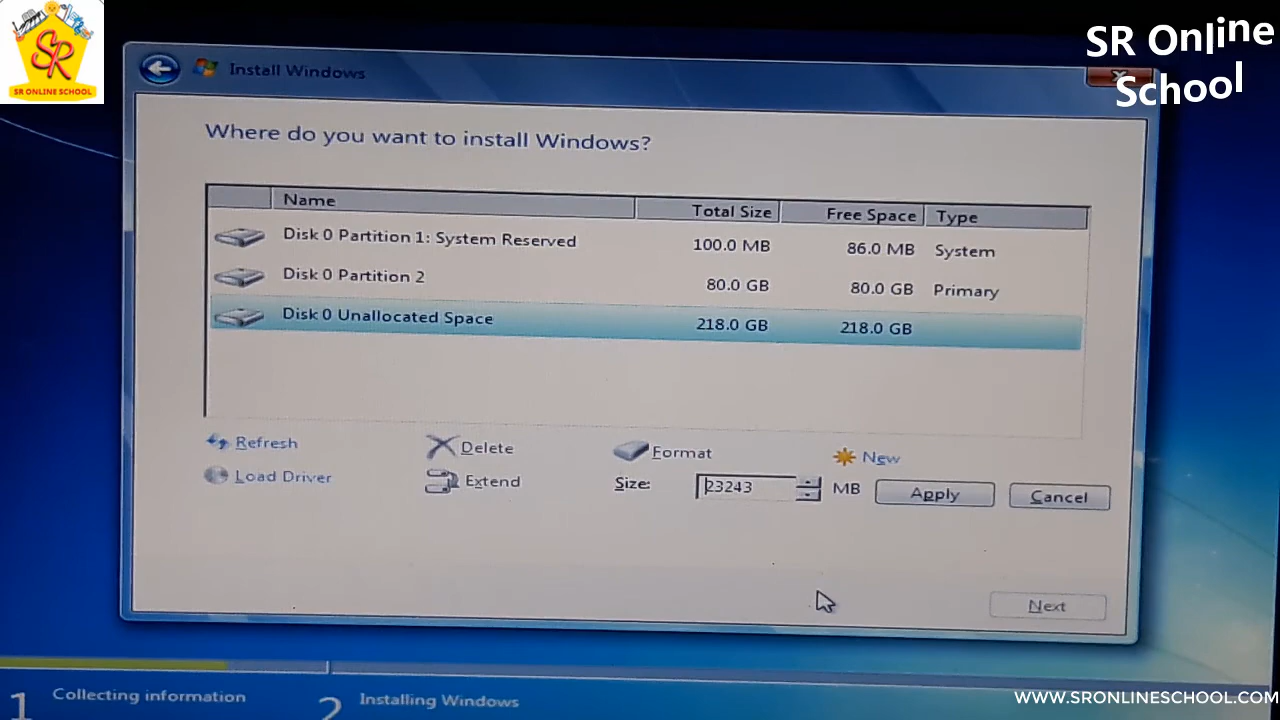 SR
SR ONLINE SCHOOL
SR Online
School
Install Windows
Where do you want to install Windows?
Name Total Size Free Space Type
Disk 0 Partition 1: System Reserved 100.0 MB 86.0 MB System
Disk 0 Partition 2 80.0 GB 80.0 GB Primary
Disk 0 Unallocated Space 218.0 GB 218.0 GB
Refresh Delete Format New
Load Driver Extend Size: 23243 MB Apply Cancel
Next
1 Collecting information 2 Installing Windows
WWW.SRONLINESCHOOL.COM